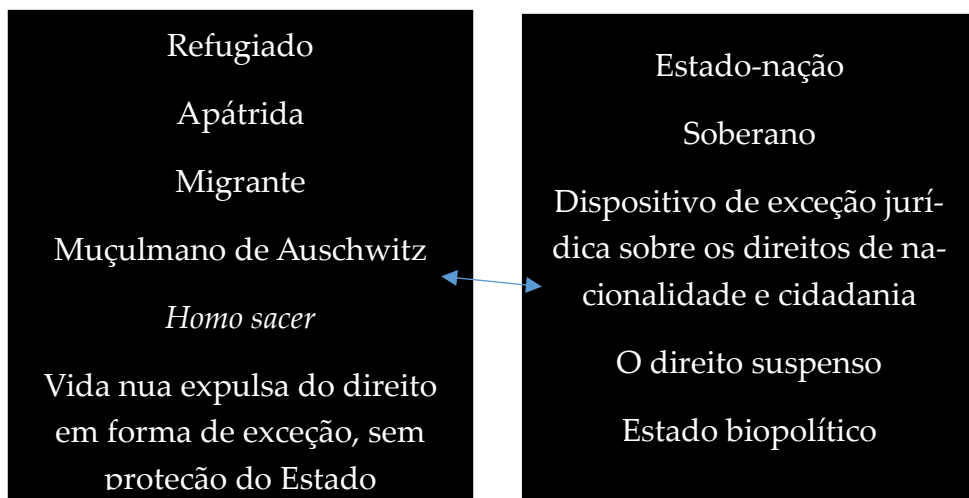 Refugiado
Apátrida
Migrante
Muçulmano de Auschwitz
Homo sacer
Vida nua expulsa do direito
em forma de exceção, sem
proteção do Estado
Estado-nação
Soberano
Dispositivo de exceção jurí-
dica sobre os direitos de na-
cionalidade e cidadania
O direito suspenso
Estado biopolítico